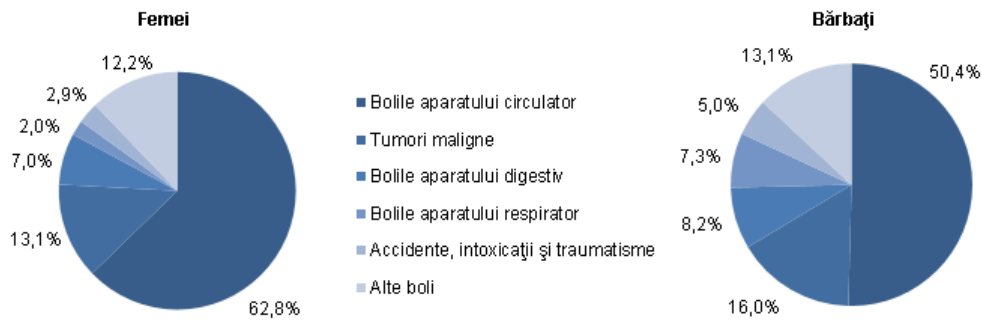 Femei
12,2%
2,9%
2,0%
7,0%
13,1%
62,8%
Bolile aparatului circulator
Tumori maligne
Bolile aparatului digestiv
Bolile aparatului respirator
Accidente, intoxicaţii şi traumatisme
Alte boli
Bărbaţi
13,1%
50,4%
5,0%
7,3%
8,2%
16,0%